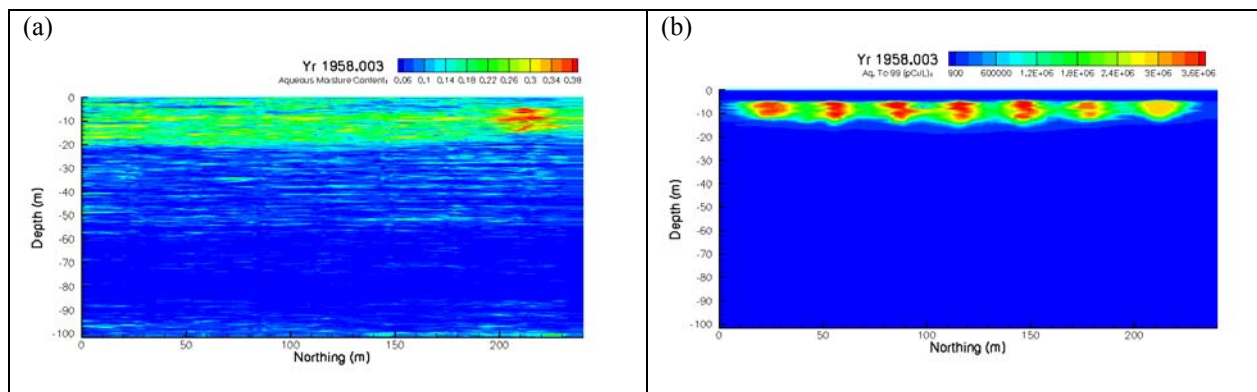 (a)
Yr 1958.003
Aqueous Moisture Content: 0.06 0.1 0.14 0.18 0.22 0.26 0.3 0.34 0.38
Depth (m)
0
-10
-20
-30
-40
-50
-60
-70
-80
-90
-100
0 50 100 150 200
Northing (m)
(b)
Yr 1958.003
Aq. Tc-99 (pCi/L): 900 600000 1.2E+06 1.8E+06 2.4E+06 3E+06 3.6E+06
Depth (m)
0
-10
-20
-30
-40
-50
-60
-70
-80
-90
-100
0 50 100 150 200
Northing (m)